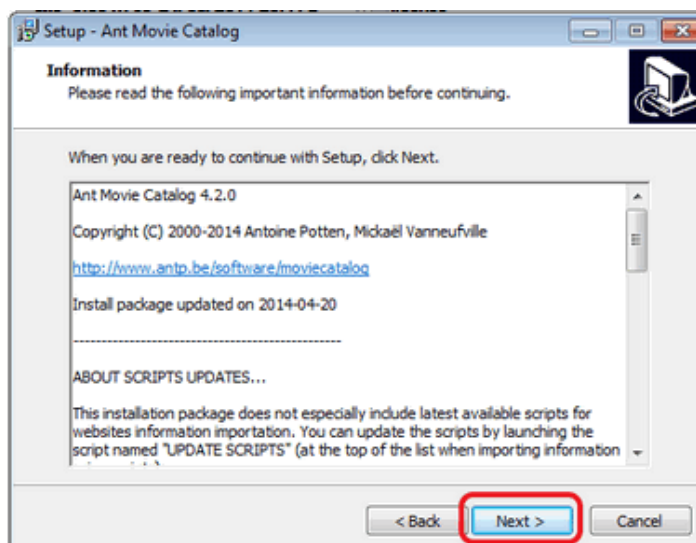 Setup - Ant Movie Catalog
Information
Please read the following important information before continuing.
When you are ready to continue with Setup, click Next.
Ant Movie Catalog 4.2.0
Copyright (C) 2000-2014 Antoine Potten, Mickaël Vanneufville
http://www.antp.be/software/moviecatalog
Install package updated on 2014-04-20
------------------------------------------------
ABOUT SCRIPTS UPDATES...
This installation package does not especially include latest available scripts for
websites information importation. You can update the scripts by launching the
script named "UPDATE SCRIPTS" (at the top of the list when importing information
< Back
Next >
Cancel